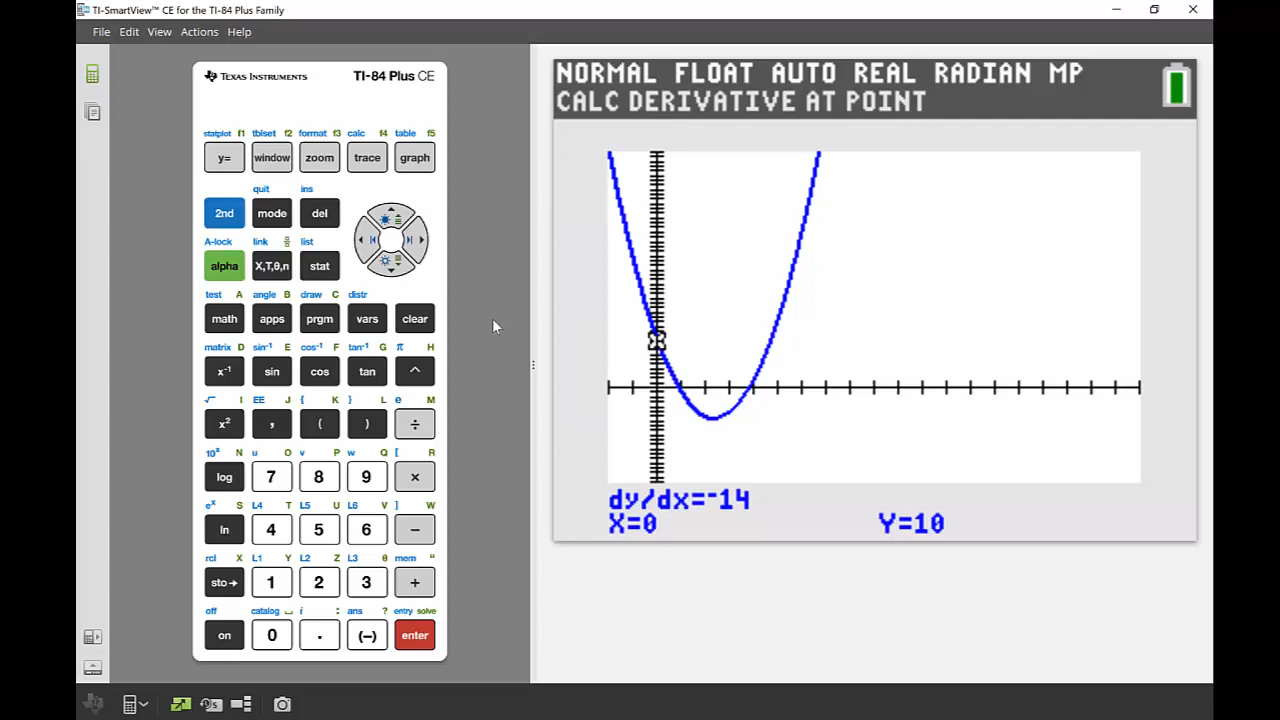 TI-SmartView™ CE for the TI-84 Plus Family
File Edit View Actions Help
TEXAS INSTRUMENTS TI-84 Plus CE
statplot f1 tblset f2 format f3 calc f4 table f5
y= window zoom trace graph
quit ins
2nd mode del
A-lock link list
alpha X,T,θ,n stat
test A angle B draw C distr
math apps prgm vars clear
matrix D sin⁻¹ E cos⁻¹ F tan⁻¹ G π H
x⁻¹ sin cos tan ^
√ I EE J { K } L e M
x² , ( ) ÷
10ˣ N u O v P w Q [ R
log 7 8 9 ×
eˣ S L4 T L5 U L6 V ] W
ln 4 5 6 −
rcl X L1 Y L2 Z L3 θ mem "
sto→ 1 2 3 +
off catalog ⎵ i : ans ? entry solve
on 0 . (–) enter
NORMAL FLOAT AUTO REAL RADIAN MP
CALC DERIVATIVE AT POINT
dy/dx=-14
X=0 Y=10